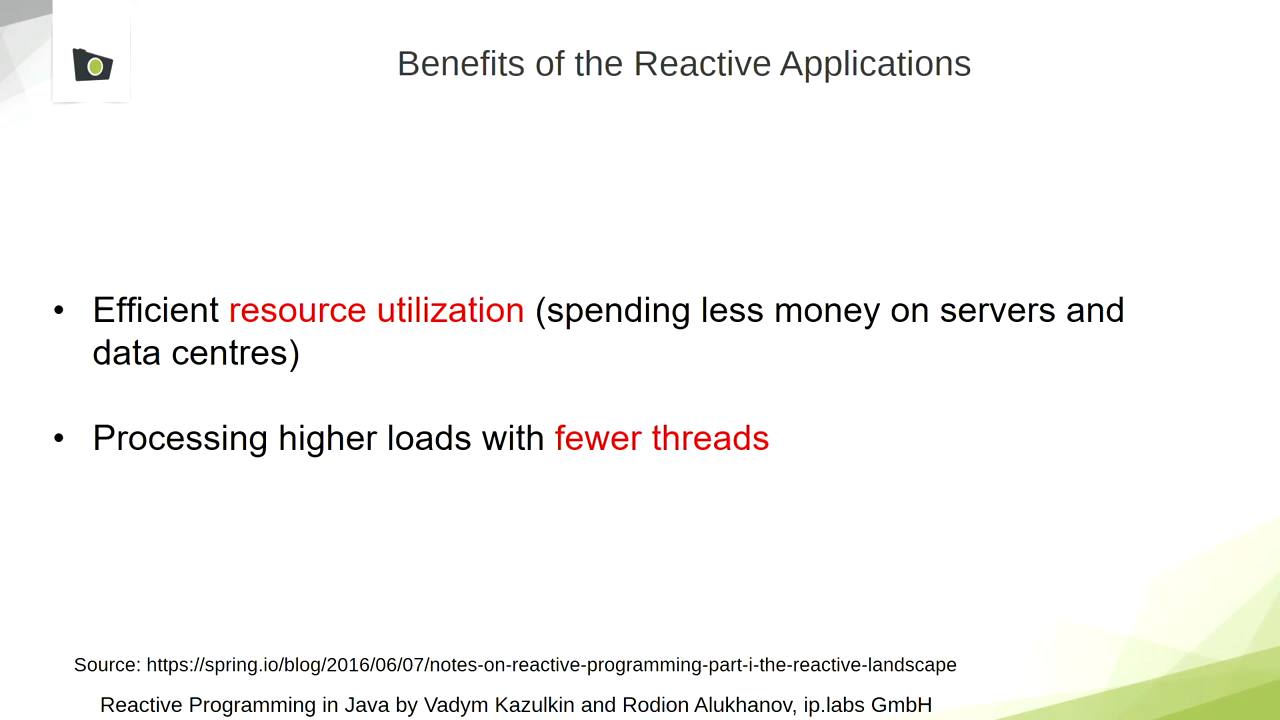 Benefits of the Reactive Applications
• Efficient resource utilization (spending less money on servers and
data centres)
• Processing higher loads with fewer threads
Source: https://spring.io/blog/2016/06/07/notes-on-reactive-programming-part-i-the-reactive-landscape
Reactive Programming in Java by Vadym Kazulkin and Rodion Alukhanov, ip.labs GmbH